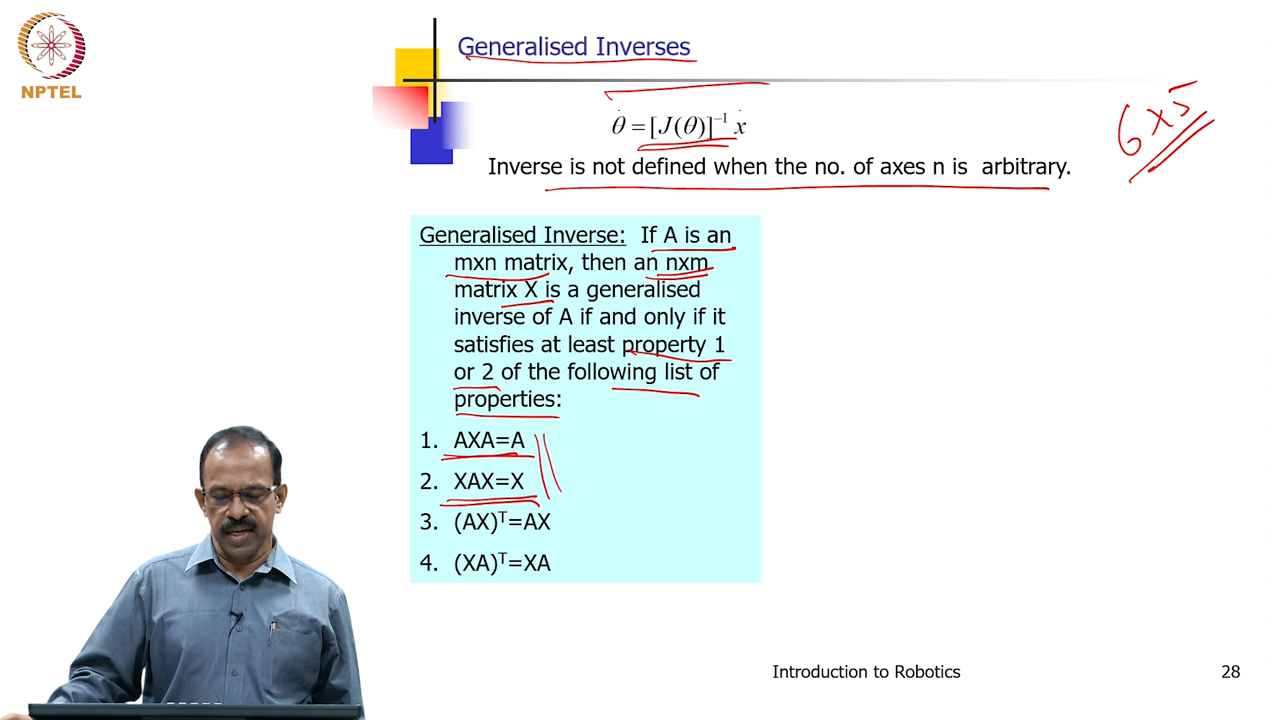 NPTEL
Generalised Inverses
θ̇ = [J(θ)]⁻¹ ẋ
6x5
Inverse is not defined when the no. of axes n is arbitrary.
Generalised Inverse: If A is an
mxn matrix, then an nxm
matrix X is a generalised
inverse of A if and only if it
satisfies at least property 1
or 2 of the following list of
properties:
1. AXA=A
2. XAX=X
3. (AX)ᵀ=AX
4. (XA)ᵀ=XA
Introduction to Robotics 28